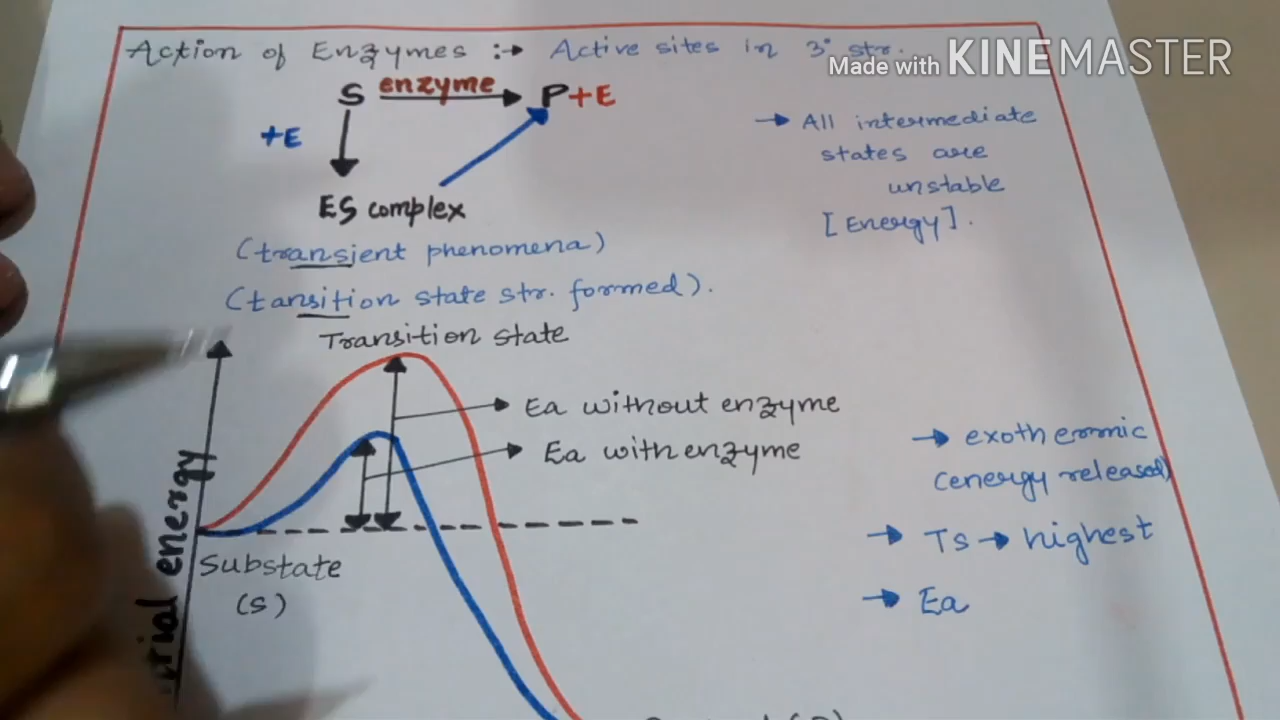 Action of Enzymes :→ Active sites in 3° str.
Made with KINEMASTER
S enzyme → P+E
+E
→ All intermediate
states are
unstable
[Energy].
ES complex
(transient phenomena)
(tansition state str. formed).
Transition state
Ea without enzyme
Ea with enzyme
→ exothermic
(energy released)
→ Ts → highest
→ Ea
Substate
(S)
energy